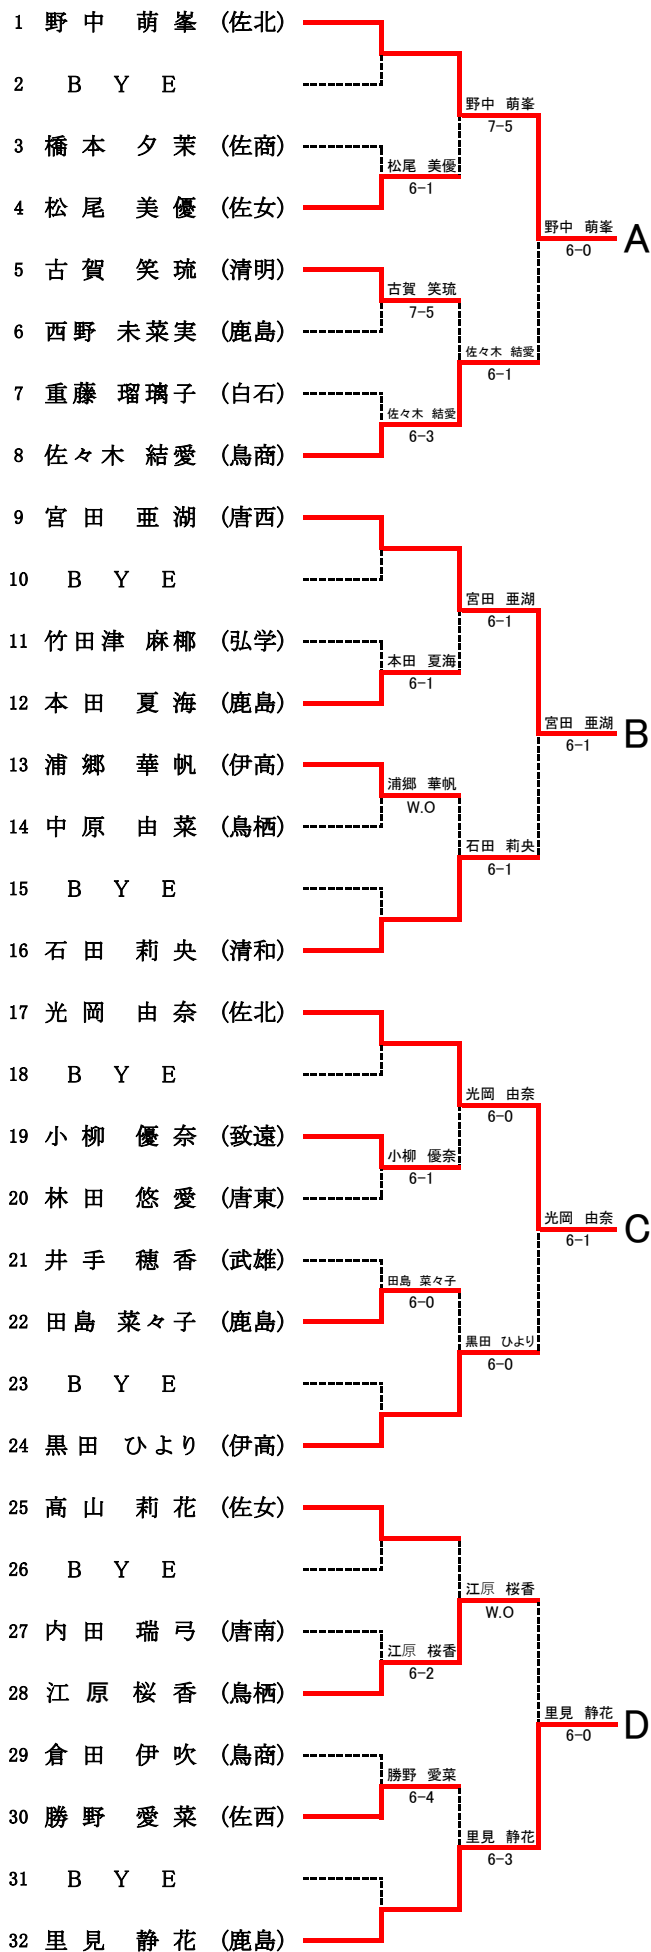 1 野中 萌峯 (佐北)
野中 萌峯
2 B Y E
7-5
3 橋本 夕茉 (佐商)
松尾 美優
6-1
4 松尾 美優 (佐女)
野中 萌峯 A
6-0
5 古賀 笑琉 (清明)
古賀 笑琉
7-5
6 西野 未菜実 (鹿島)
佐々木 結愛
6-1
7 重藤 瑠璃子 (白石)
佐々木 結愛
6-3
8 佐々木 結愛 (鳥商)
9 宮田 亜湖 (唐西)
10 B Y E
宮田 亜湖
6-1
11 竹田津 麻椰 (弘学)
本田 夏海
6-1
12 本田 夏海 (鹿島)
宮田 亜湖 B
6-1
13 浦郷 華帆 (伊高)
浦郷 華帆
W.O
14 中原 由菜 (鳥栖)
石田 莉央
6-1
15 B Y E
16 石田 莉央 (清和)
17 光岡 由奈 (佐北)
18 B Y E
光岡 由奈
6-0
19 小柳 優奈 (致遠)
小柳 優奈
6-1
20 林田 悠愛 (唐東)
光岡 由奈 C
6-1
21 井手 穂香 (武雄)
田島 菜々子
6-0
22 田島 菜々子 (鹿島)
黒田 ひより
6-0
23 B Y E
24 黒田 ひより (伊高)
25 髙山 莉花 (佐女)
26 B Y E
江原 桜香
W.O
27 内田 瑞弓 (唐南)
江原 桜香
6-2
28 江原 桜香 (鳥栖)
里見 静花 D
6-0
29 倉田 伊吹 (鳥商)
勝野 愛菜
6-4
30 勝野 愛菜 (佐西)
里見 静花
6-3
31 B Y E
32 里見 静花 (鹿島)